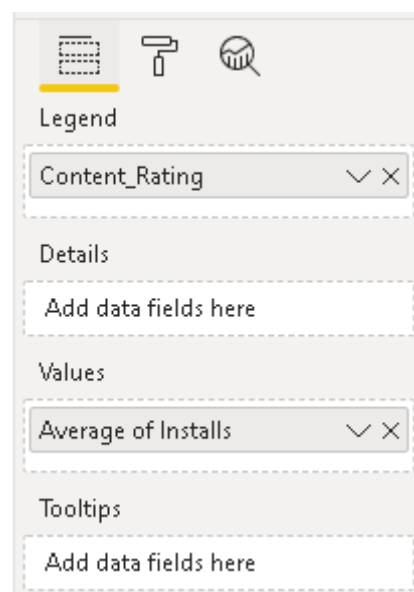 Legend
Content_Rating
Details
Add data fields here
Values
Average of Installs
Tooltips
Add data fields here